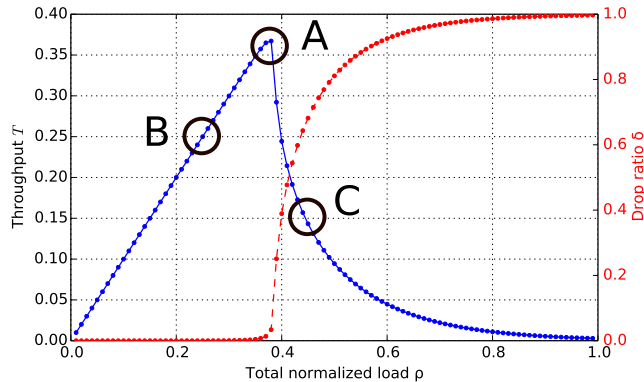 0.40
0.35
0.30
0.25
0.20
0.15
0.10
0.05
0.00
Throughput T
A
B
C
1.0
0.8
0.6
0.4
0.2
0.0
Drop ratio δ
0.0 0.2 0.4 0.6 0.8 1.0
Total normalized load ρ